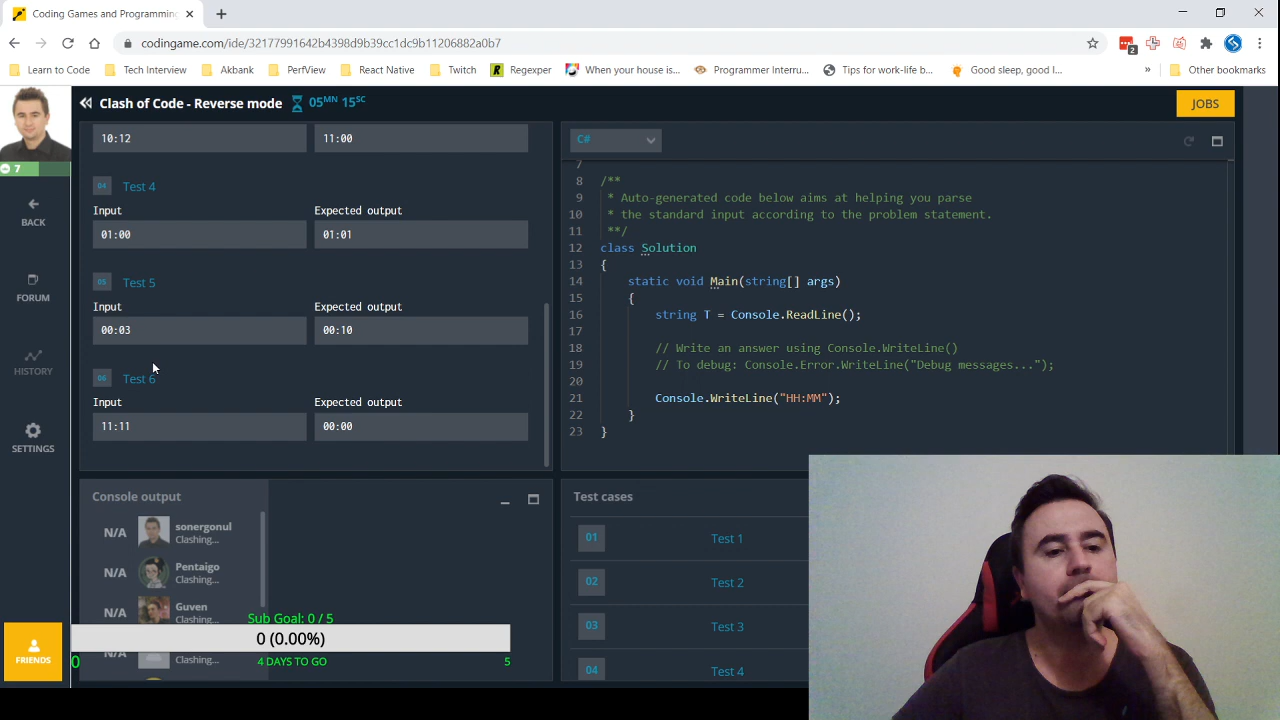 Coding Games and Programming
codingame.com/ide/32177991642b4398d9b39cc1dc9b11206882a0b7
2
Learn to Code
Tech Interview
Akbank
PerfView
React Native
Twitch
R
Regexper
When your house is...
Programmer Interru...
Tips for work-life b...
Good sleep, good l...
»
Other bookmarks
Clash of Code - Reverse mode
05MN 15SC
JOBS
7
BACK
FORUM
HISTORY
SETTINGS
FRIENDS
10:12
11:00
04 Test 4
Input
Expected output
01:00
01:01
05 Test 5
Input
Expected output
00:03
00:10
06 Test 6
Input
Expected output
11:11
00:00
C#
7
8 /**
9 * Auto-generated code below aims at helping you parse
10 * the standard input according to the problem statement.
11 **/
12 class Solution
13 {
14 static void Main(string[] args)
15 {
16 string T = Console.ReadLine();
17
18 // Write an answer using Console.WriteLine()
19 // To debug: Console.Error.WriteLine("Debug messages...");
20
21 Console.WriteLine("HH:MM");
22 }
23 }
Console output
N/A
sonergonul
Clashing...
N/A
Pentaigo
Clashing...
N/A
Guven
N/A
Clashing...
Sub Goal: 0 / 5
0 (0.00%)
0
4 DAYS TO GO
5
Test cases
01 Test 1
02 Test 2
03 Test 3
04 Test 4